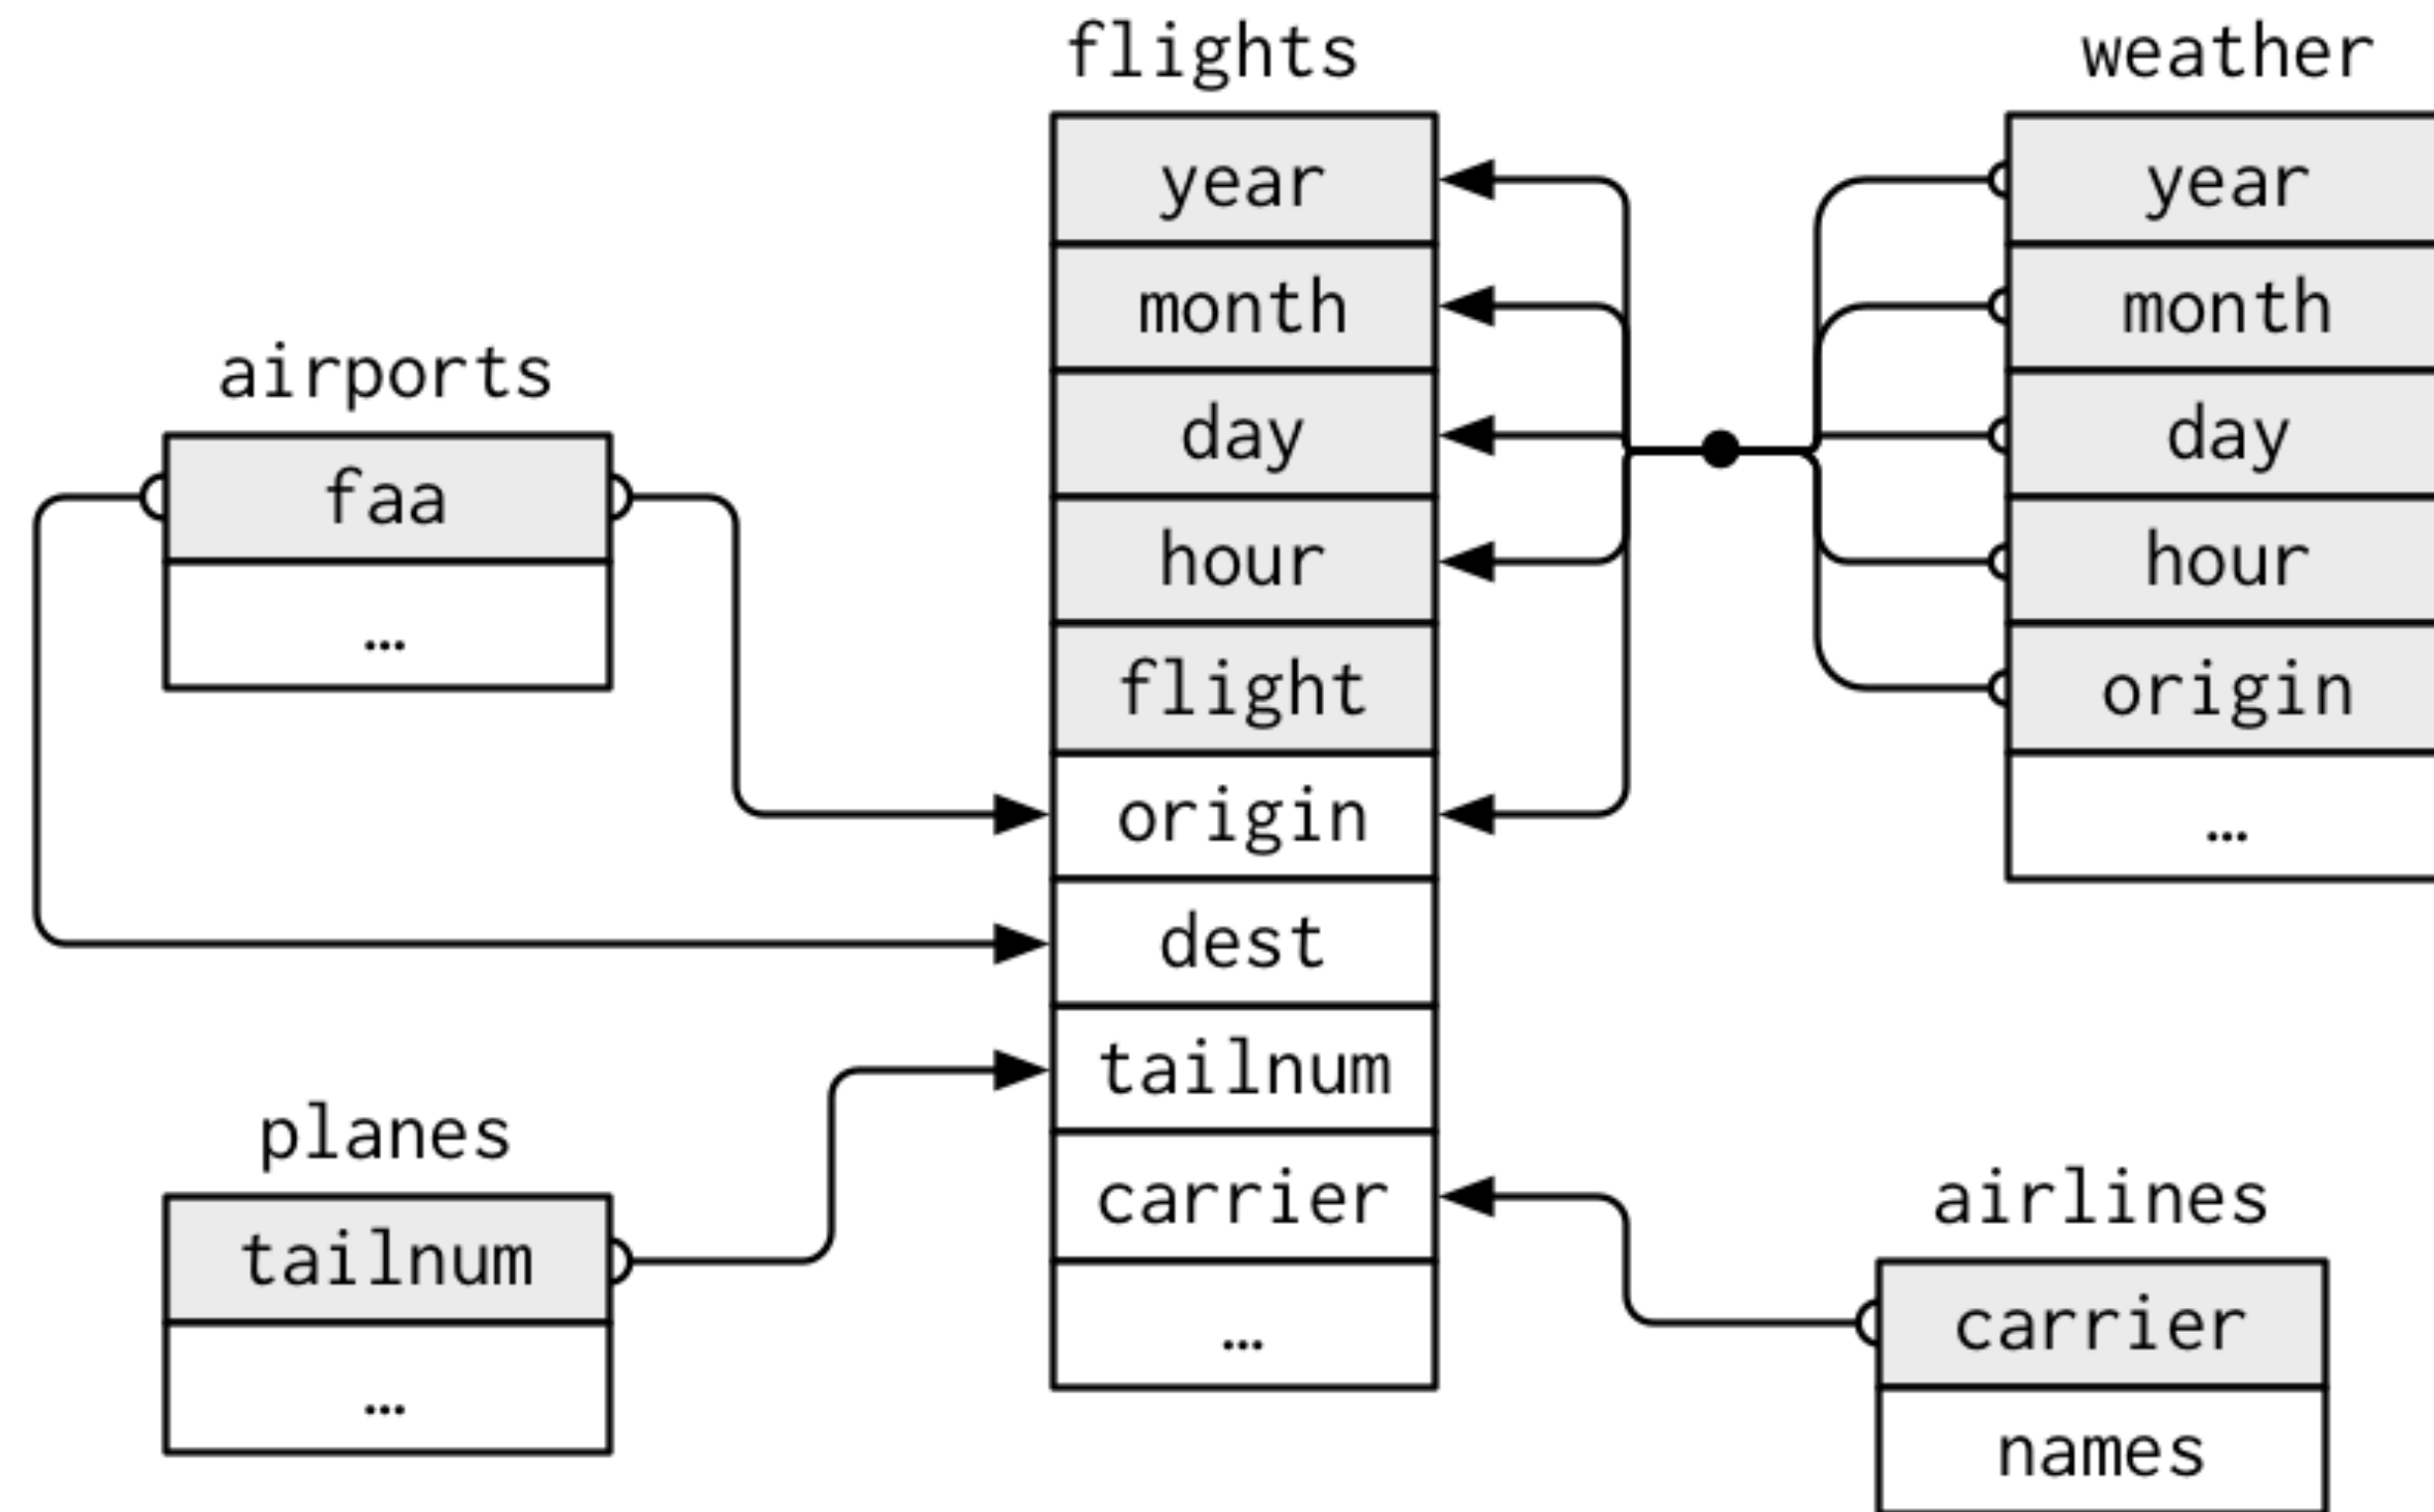 flights
year
month
day
hour
flight
origin
dest
tailnum
carrier
…
weather
year
month
day
hour
origin
…
airports
faa
…
planes
tailnum
…
airlines
carrier
names